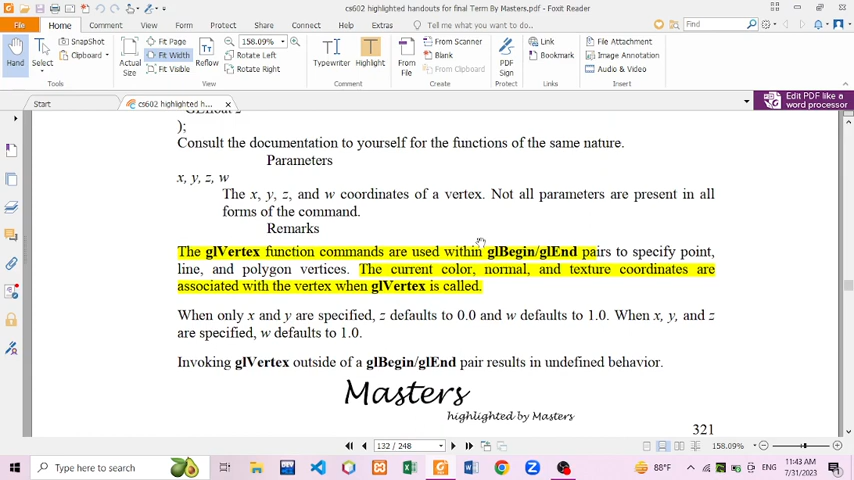 cs602 highlighted handouts for final Term By Masters.pdf - Foxit Reader
File Home Comment View Form Protect Share Connect Help Extras Tell me what you want to do... Find
Hand
Select
SnapShot
Clipboard
Tools
Actual Size
Fit Page
Fit Width
Fit Visible
Reflow
158.09%
Rotate Left
Rotate Right
View
Typewriter
Highlight
Comment
From File
From Scanner
Blank
From Clipboard
Create
PDF Sign
Protect
Link
Bookmark
Links
File Attachment
Image Annotation
Audio & Video
Insert
Start
cs602 highlighted h...
Edit PDF like a word processor
);
Consult the documentation to yourself for the functions of the same nature.
Parameters
x, y, z, w
The x, y, z, and w coordinates of a vertex. Not all parameters are present in all
forms of the command.
Remarks
The glVertex function commands are used within glBegin/glEnd pairs to specify point,
line, and polygon vertices. The current color, normal, and texture coordinates are
associated with the vertex when glVertex is called.
When only x and y are specified, z defaults to 0.0 and w defaults to 1.0. When x, y, and z
are specified, w defaults to 1.0.
Invoking glVertex outside of a glBegin/glEnd pair results in undefined behavior.
Masters
highlighted by Masters
321
132 / 248
158.09%
Type here to search
88°F
ENG
11:43 AM
7/31/2023